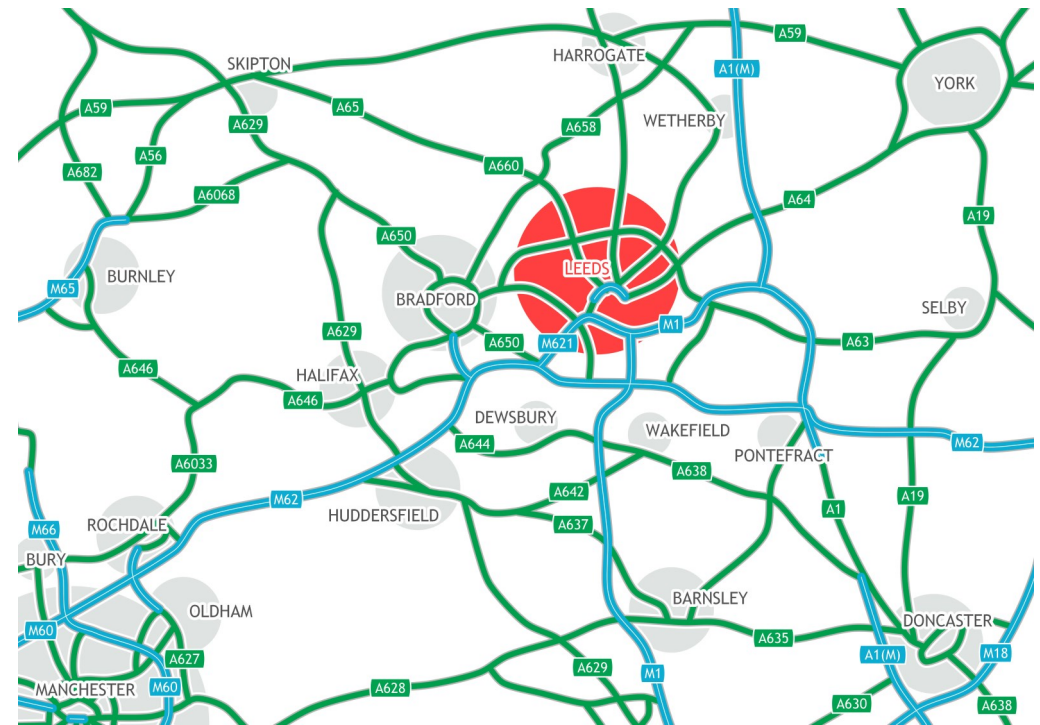 A59
HARROGATE
SKIPTON
A1(M)
YORK
A59
A629
A65
A658
WETHERBY
A56
A682
A660
A6068
A64
A19
A650
LEEDS
BURNLEY
M65
BRADFORD
SELBY
A629
A650
M621
M1
A63
A646
HALIFAX
A646
DEWSBURY
A644
WAKEFIELD
PONTEFRACT
M62
A6033
A638
M62
A642
A19
A1
HUDDERSFIELD
A637
ROCHDALE
M66
BURY
BARNSLEY
OLDHAM
DONCASTER
M60
A635
A627
A629
M1
A1(M)
M18
MANCHESTER
M60
A628
A630
A638